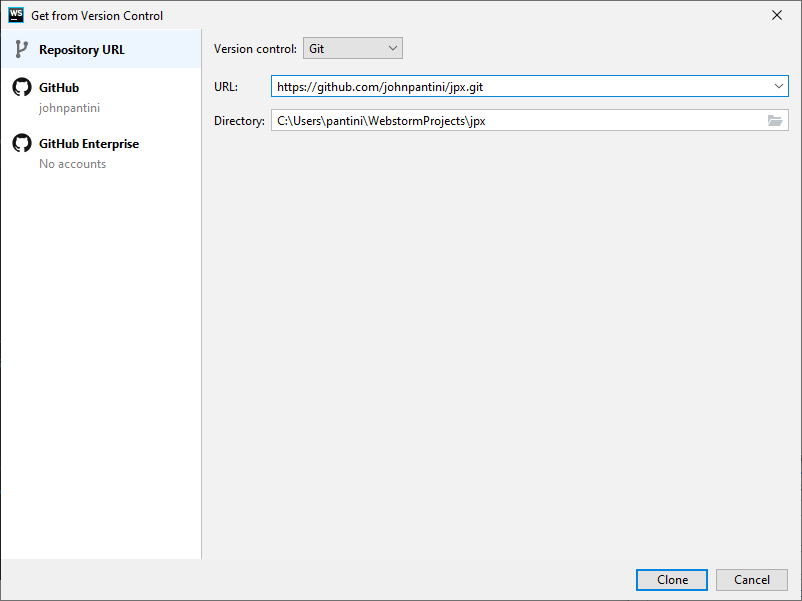 WS Get from Version Control
Repository URL
GitHub
johnpantini
GitHub Enterprise
No accounts
Version control: Git
URL: https://github.com/johnpantini/jpx.git
Directory: C:\Users\pantini\WebstormProjects\jpx
Clone Cancel